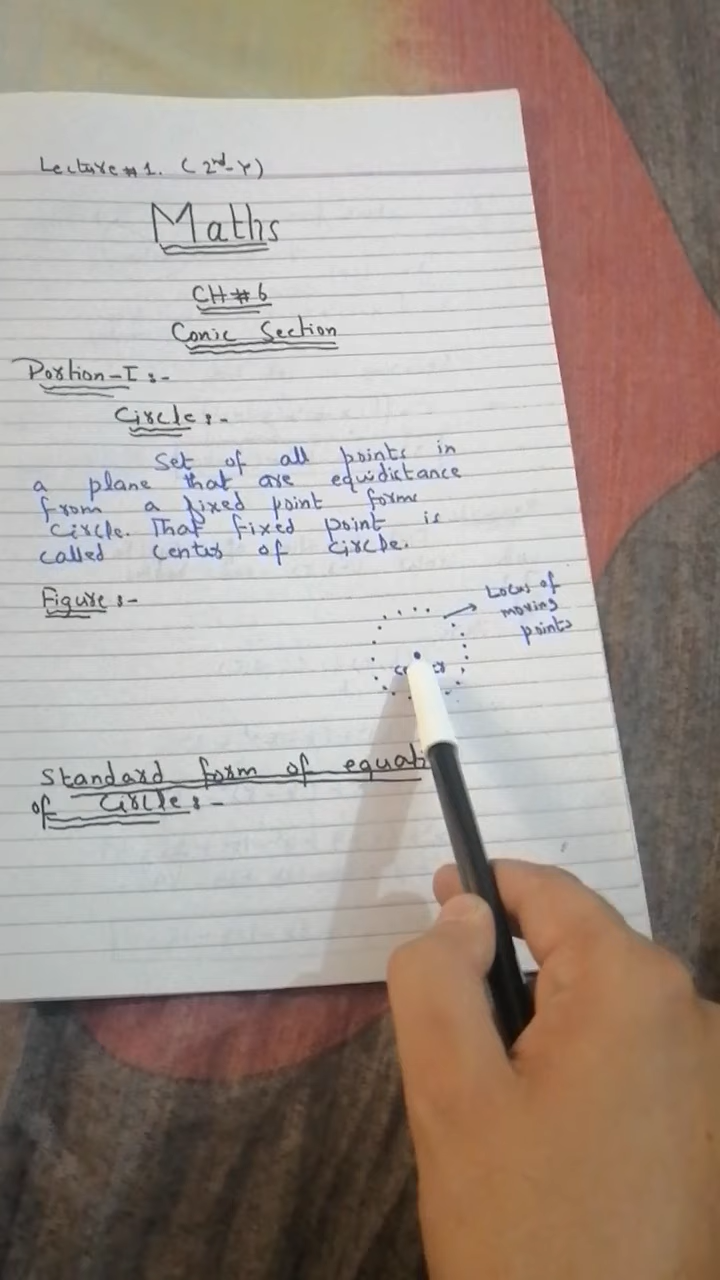 Lecture # 1. (2nd-Y)
Maths
CH # 6
Conic Section
Portion-I :-
Circle :-
Set of all points in
a plane that are equidistance
from a fixed point forms
circle. That fixed point is
called center of circle.
Figure :-
Locus of
moving
points
Standard form of
of Circle :-